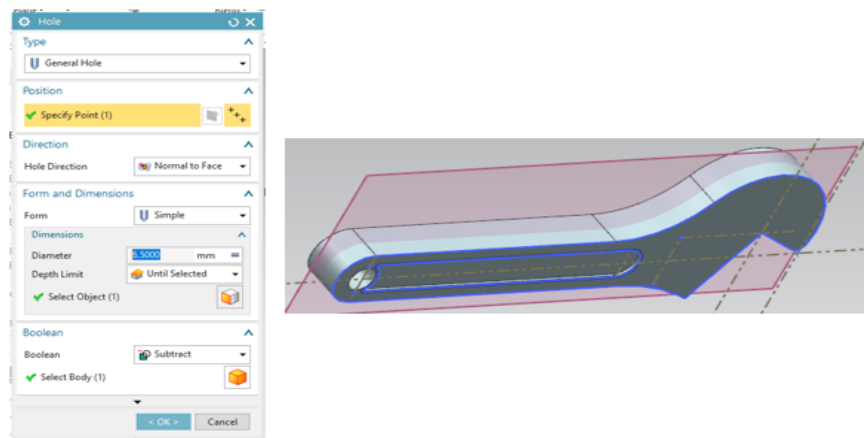 Hole
Type
General Hole
Position
Specify Point (1)
Direction
Hole Direction Normal to Face
Form and Dimensions
Form Simple
Dimensions
Diameter 6.5000 mm =
Depth Limit Until Selected
Select Object (1)
Boolean
Boolean Subtract
Select Body (1)
< OK > Cancel